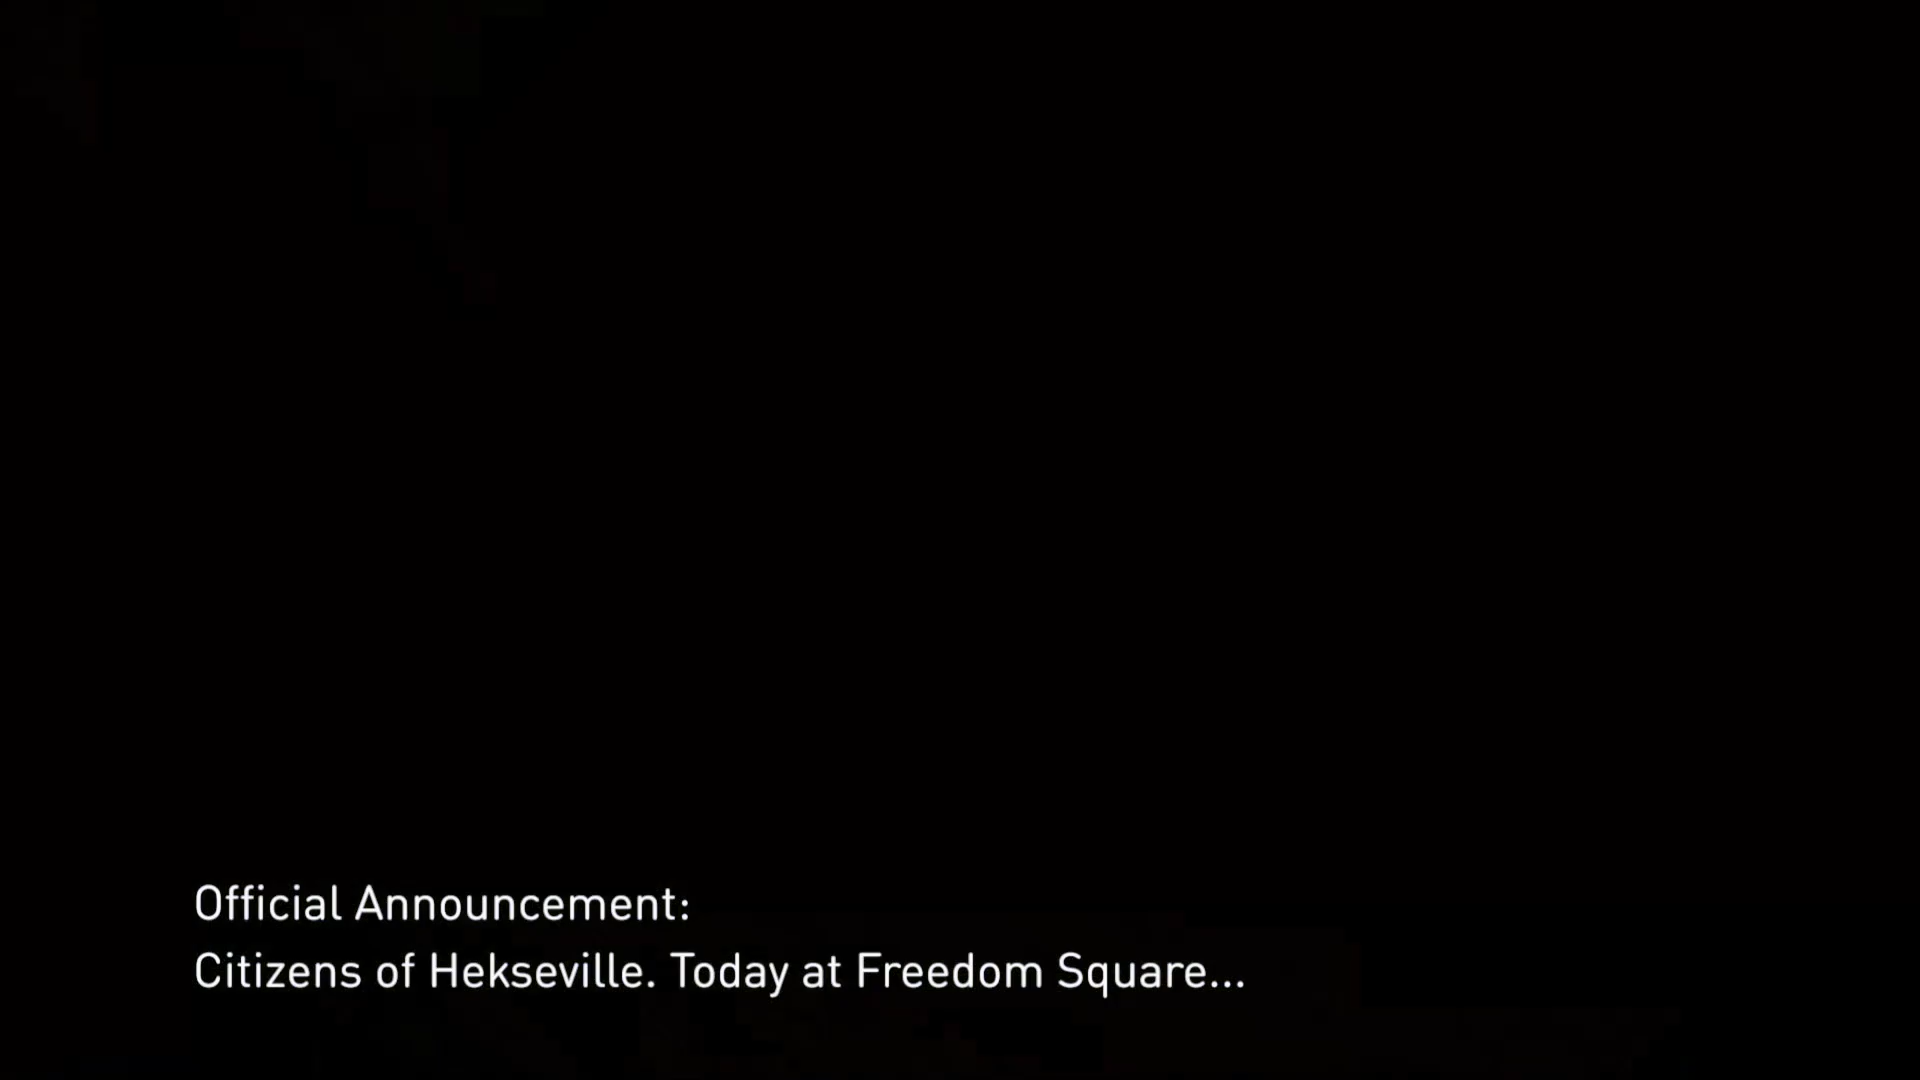 Official Announcement:
Citizens of Hekseville. Today at Freedom Square...